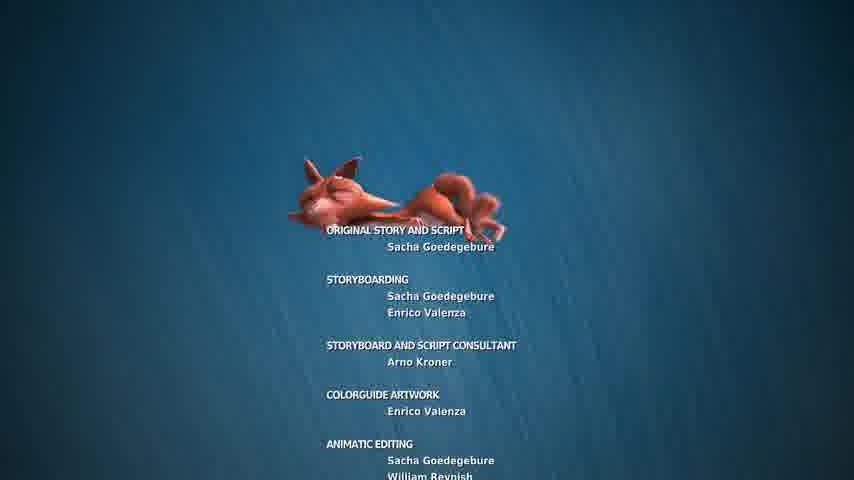 ORIGINAL STORY AND SCRIPT
Sacha Goedegebure
STORYBOARDING
Sacha Goedegebure
Enrico Valenza
STORYBOARD AND SCRIPT CONSULTANT
Arno Kroner
COLORGUIDE ARTWORK
Enrico Valenza
ANIMATIC EDITING
Sacha Goedegebure
William Reynish